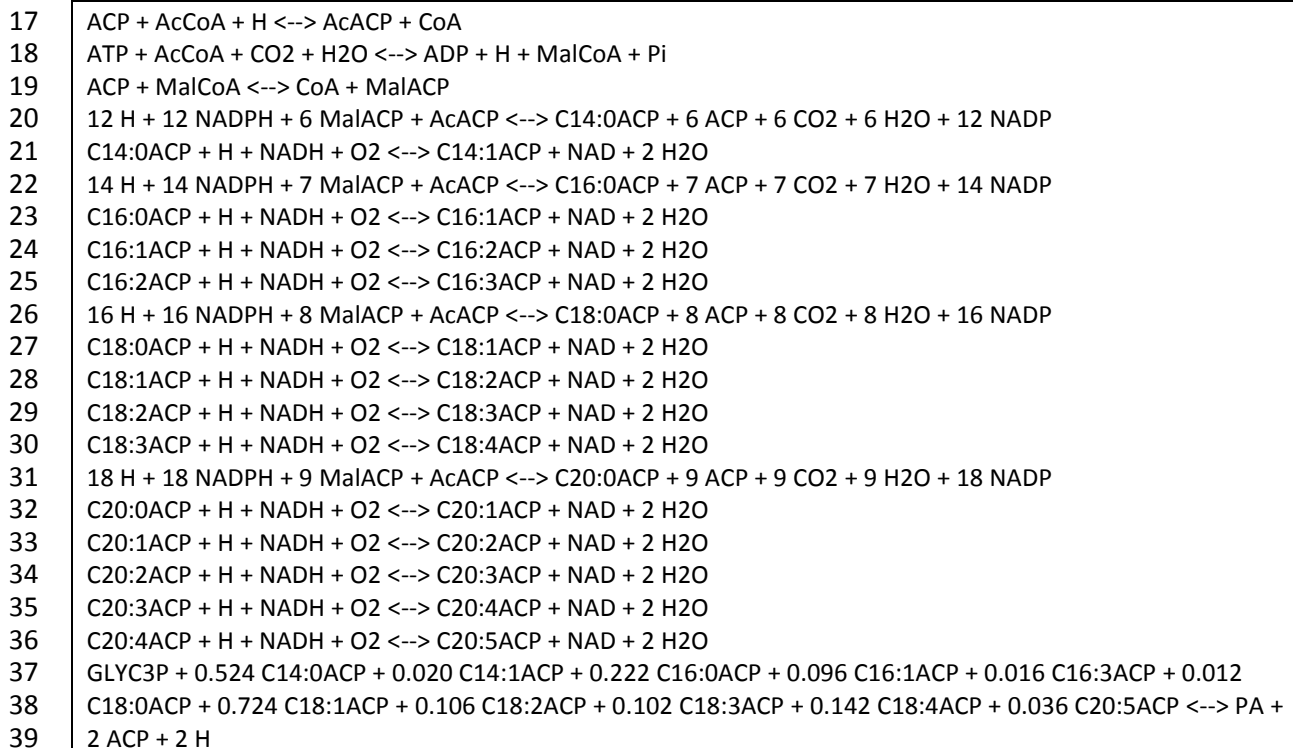 17 ACP + AcCoA + H <--> AcACP + CoA
18 ATP + AcCoA + CO2 + H2O <--> ADP + H + MalCoA + Pi
19 ACP + MalCoA <--> CoA + MalACP
20 12 H + 12 NADPH + 6 MalACP + AcACP <--> C14:0ACP + 6 ACP + 6 CO2 + 6 H2O + 12 NADP
21 C14:0ACP + H + NADH + O2 <--> C14:1ACP + NAD + 2 H2O
22 14 H + 14 NADPH + 7 MalACP + AcACP <--> C16:0ACP + 7 ACP + 7 CO2 + 7 H2O + 14 NADP
23 C16:0ACP + H + NADH + O2 <--> C16:1ACP + NAD + 2 H2O
24 C16:1ACP + H + NADH + O2 <--> C16:2ACP + NAD + 2 H2O
25 C16:2ACP + H + NADH + O2 <--> C16:3ACP + NAD + 2 H2O
26 16 H + 16 NADPH + 8 MalACP + AcACP <--> C18:0ACP + 8 ACP + 8 CO2 + 8 H2O + 16 NADP
27 C18:0ACP + H + NADH + O2 <--> C18:1ACP + NAD + 2 H2O
28 C18:1ACP + H + NADH + O2 <--> C18:2ACP + NAD + 2 H2O
29 C18:2ACP + H + NADH + O2 <--> C18:3ACP + NAD + 2 H2O
30 C18:3ACP + H + NADH + O2 <--> C18:4ACP + NAD + 2 H2O
31 18 H + 18 NADPH + 9 MalACP + AcACP <--> C20:0ACP + 9 ACP + 9 CO2 + 9 H2O + 18 NADP
32 C20:0ACP + H + NADH + O2 <--> C20:1ACP + NAD + 2 H2O
33 C20:1ACP + H + NADH + O2 <--> C20:2ACP + NAD + 2 H2O
34 C20:2ACP + H + NADH + O2 <--> C20:3ACP + NAD + 2 H2O
35 C20:3ACP + H + NADH + O2 <--> C20:4ACP + NAD + 2 H2O
36 C20:4ACP + H + NADH + O2 <--> C20:5ACP + NAD + 2 H2O
37 GLYC3P + 0.524 C14:0ACP + 0.020 C14:1ACP + 0.222 C16:0ACP + 0.096 C16:1ACP + 0.016 C16:3ACP + 0.012
38 C18:0ACP + 0.724 C18:1ACP + 0.106 C18:2ACP + 0.102 C18:3ACP + 0.142 C18:4ACP + 0.036 C20:5ACP <--> PA +
39 2 ACP + 2 H